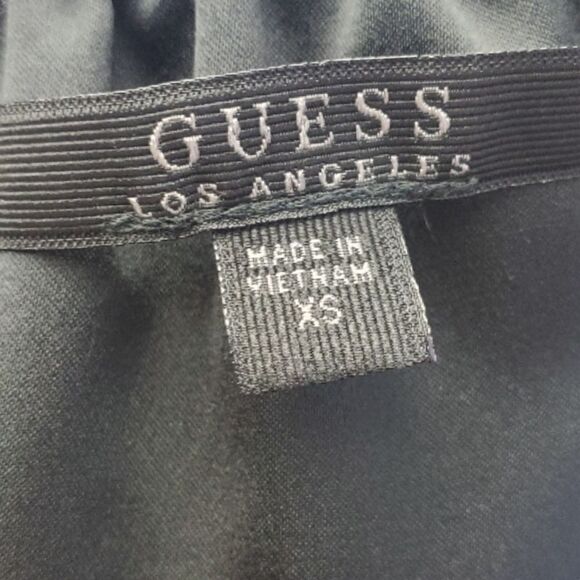 GUESS
LOS ANGELES
MADE IN
VIETNAM
XS